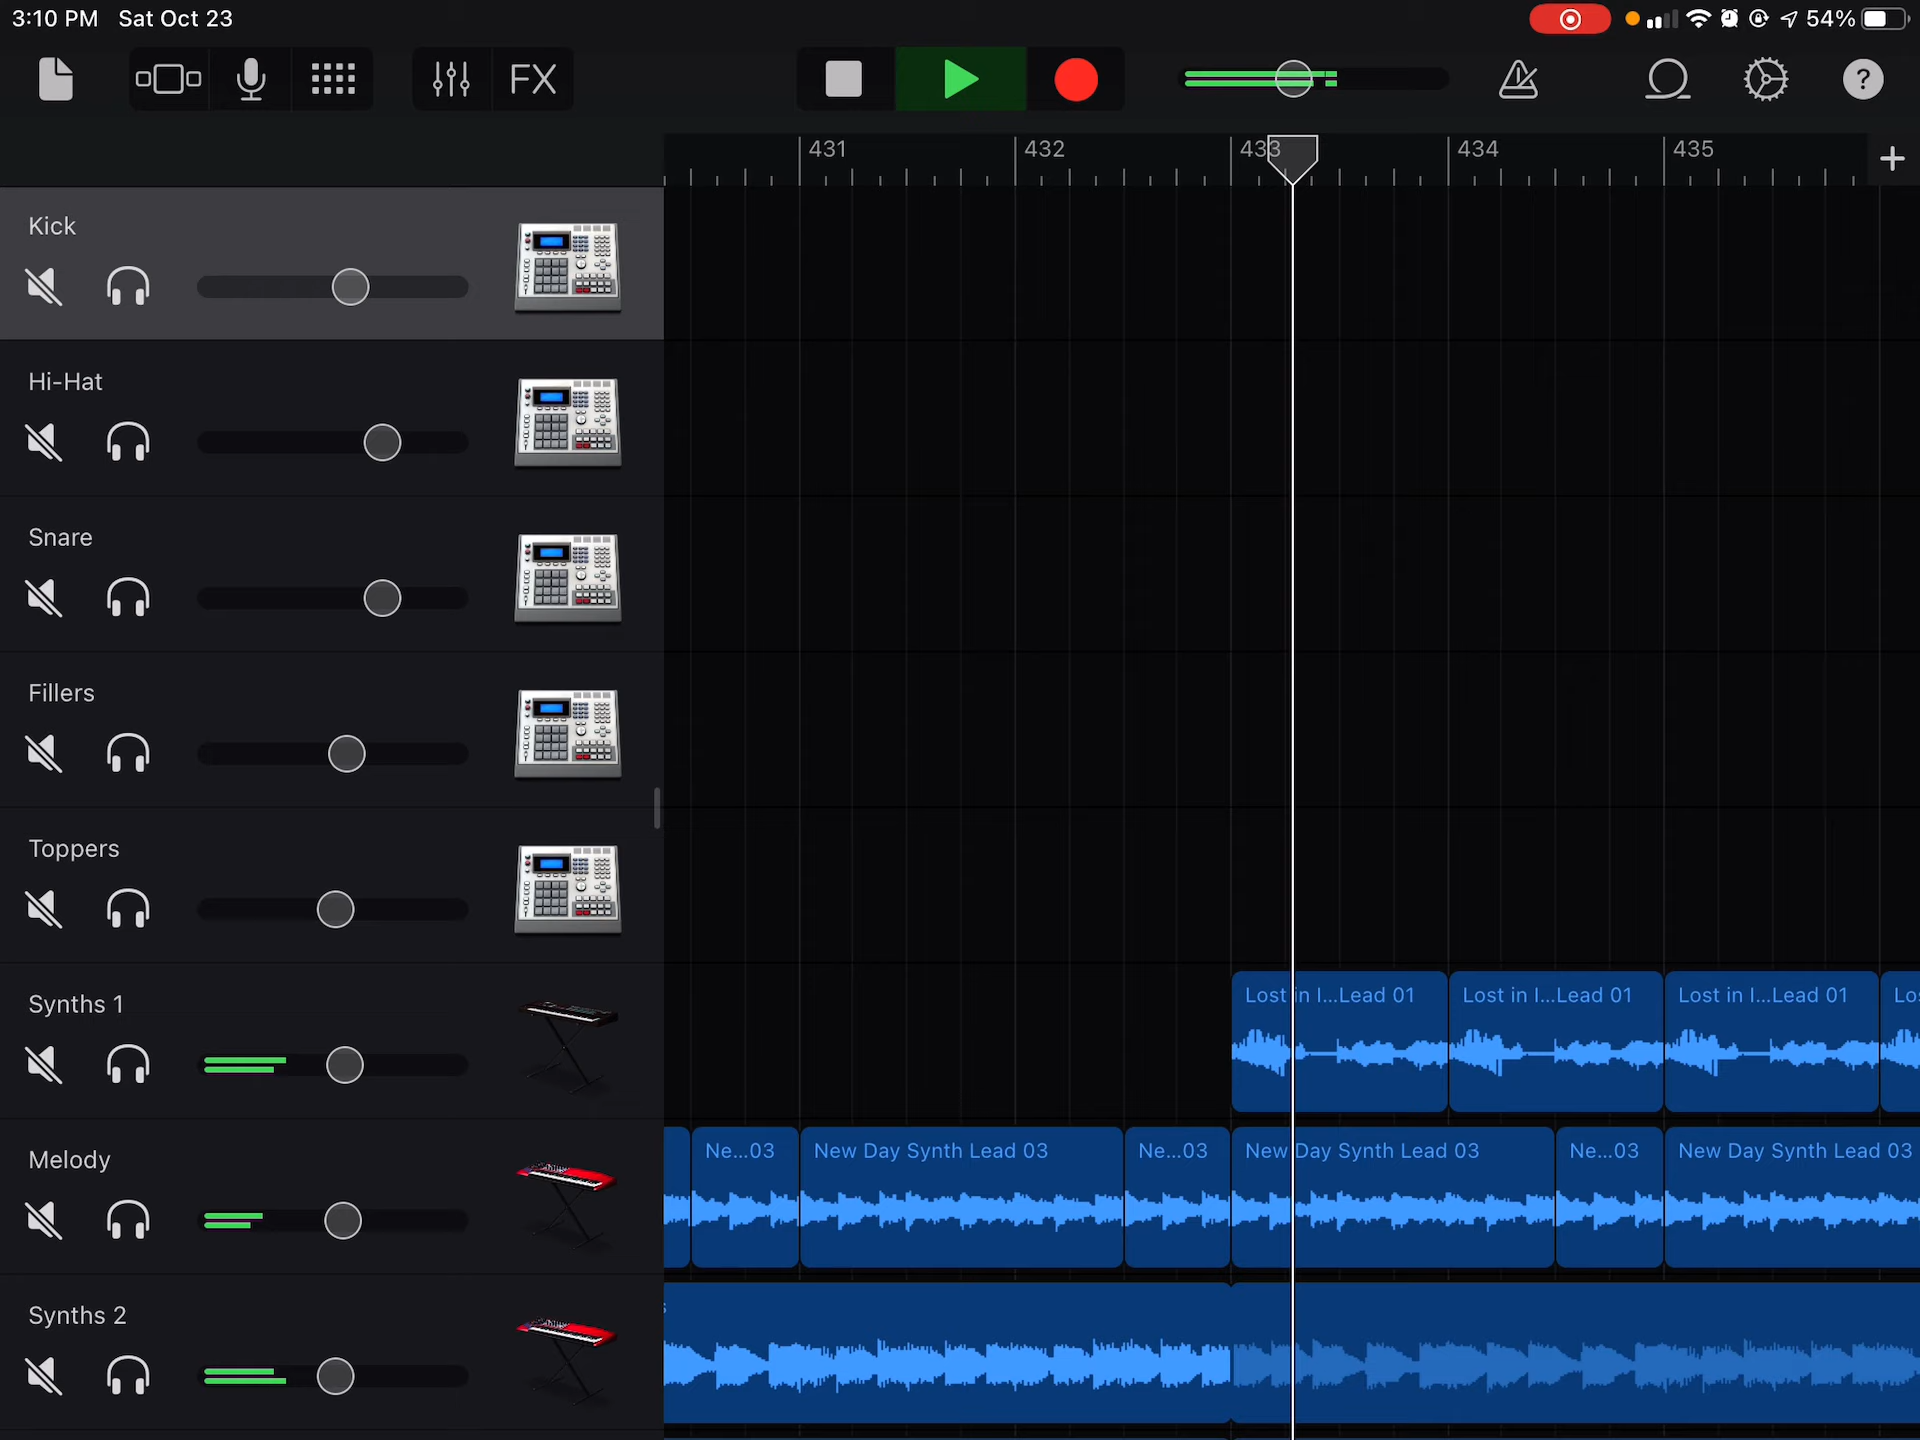 3:10 PM Sat Oct 23
54%
FX
?
431 432 433 434 435
+
Kick
Hi-Hat
Snare
Fillers
Toppers
Synths 1
Lost in I...Lead 01 Lost in I...Lead 01 Lost in I...Lead 01 Los
Melody
Ne...03 New Day Synth Lead 03 Ne...03 New Day Synth Lead 03 Ne...03 New Day Synth Lead 03
Synths 2
s